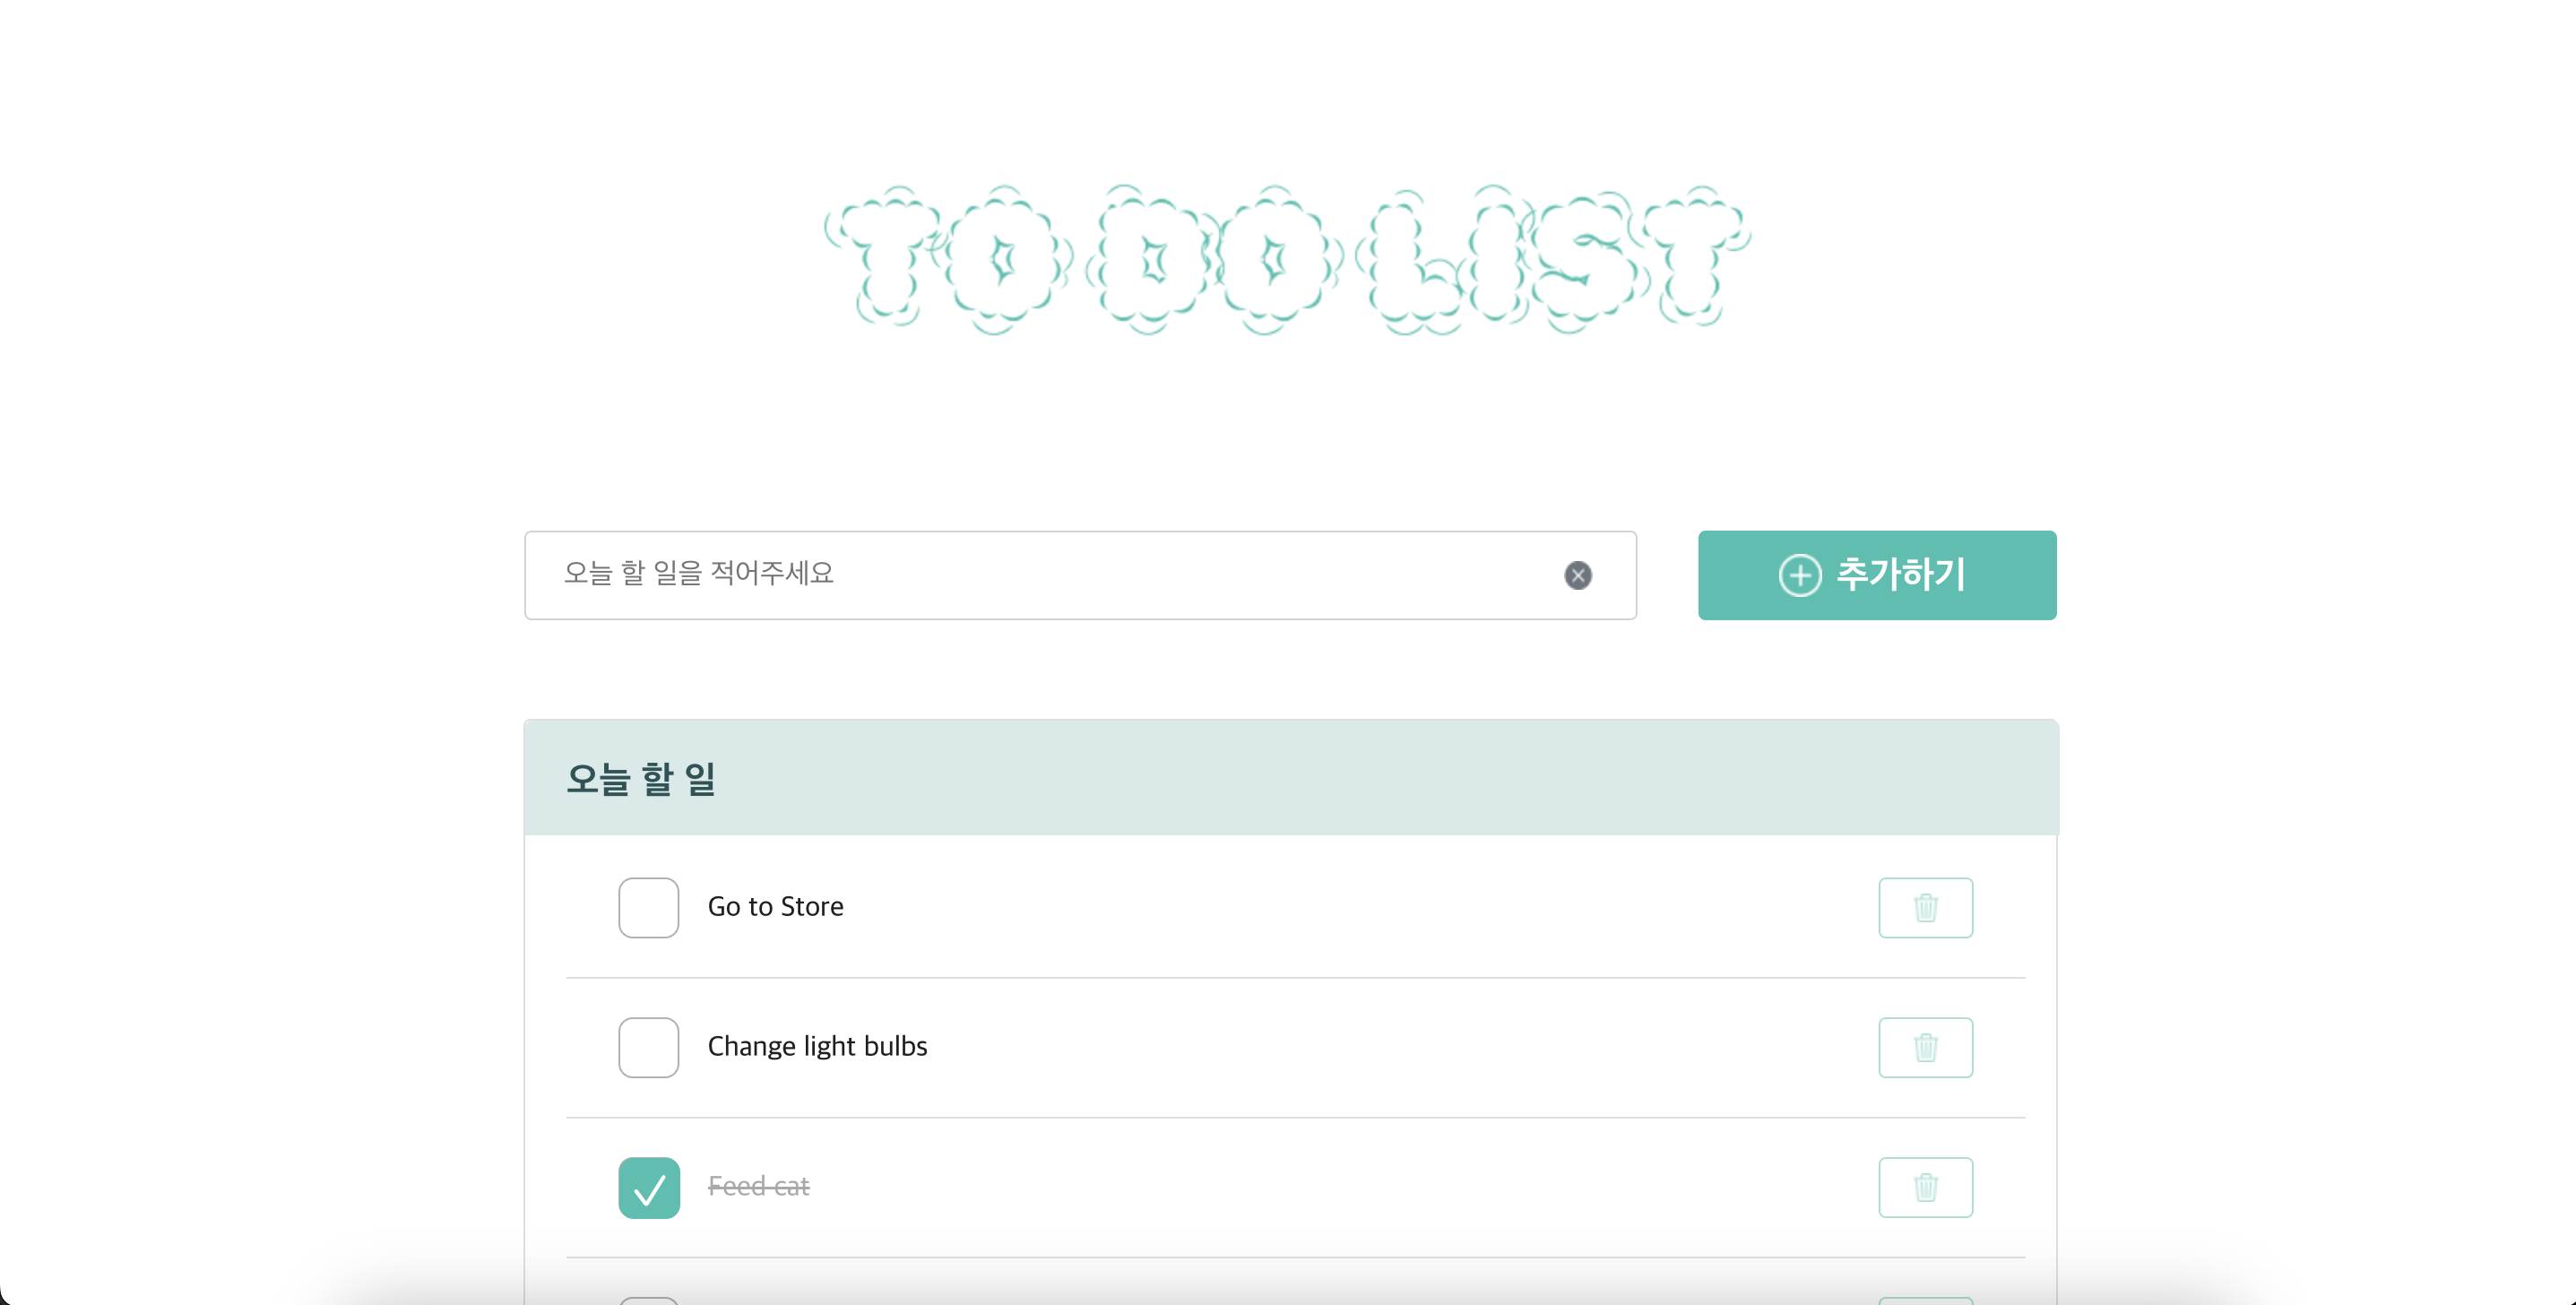 TO DO LIST
오늘 할 일을 적어주세요
추가하기
오늘 할 일
Go to Store
Change light bulbs
Feed cat